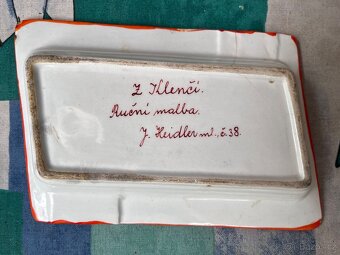 Z Klenčí.
Ruční malba.
J. Heidler ml., č. 38.